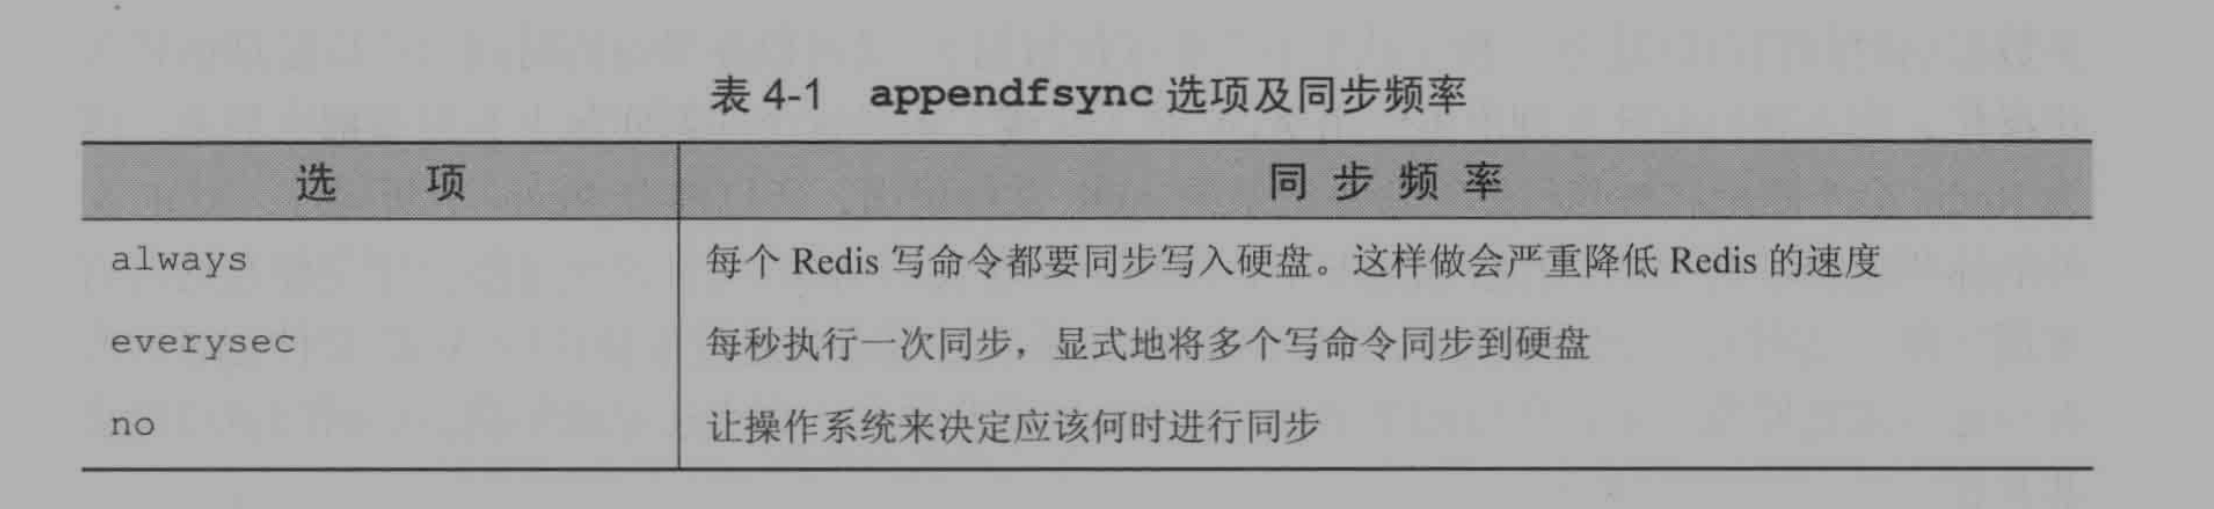 表 4-1 appendfsync 选项及同步频率
选 项 同 步 频 率
always 每个 Redis 写命令都要同步写入硬盘。这样做会严重降低 Redis 的速度
everysec 每秒执行一次同步，显式地将多个写命令同步到硬盘
no 让操作系统来决定应该何时进行同步